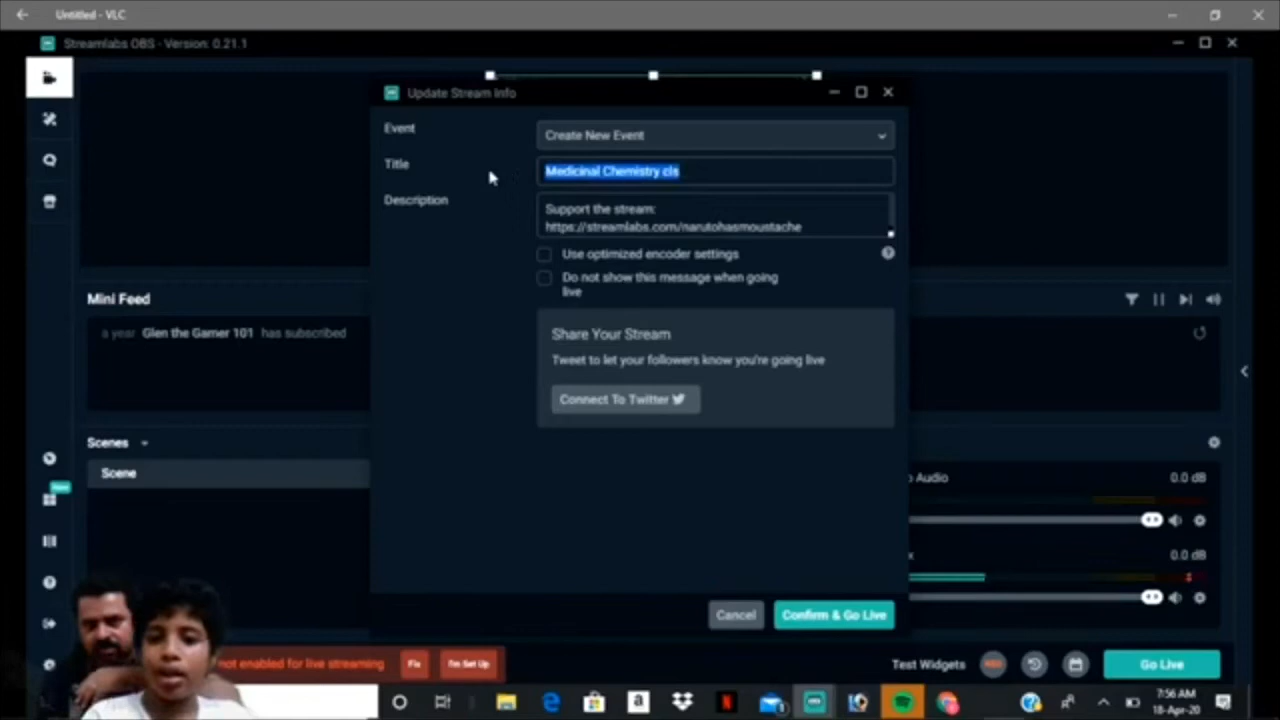 Untitled - VLC
Streamlabs OBS - Version: 0.21.1
Update Stream Info
Event
Create New Event
Title
Medicinal Chemistry cls
Description
Support the stream:
https://streamlabs.com/narutohasmoustache
Use optimized encoder settings
Do not show this message when going
live
Mini Feed
a year Glen the Gamer 101 has subscribed
Share Your Stream
Tweet to let your followers know you're going live
Connect To Twitter
Scenes
Scene
Audio
0.0 dB
x
0.0 dB
Cancel
Confirm & Go Live
not enabled for live streaming
Fix
I'm Set Up
Test Widgets
Go Live
7:56 AM
18-Apr-20